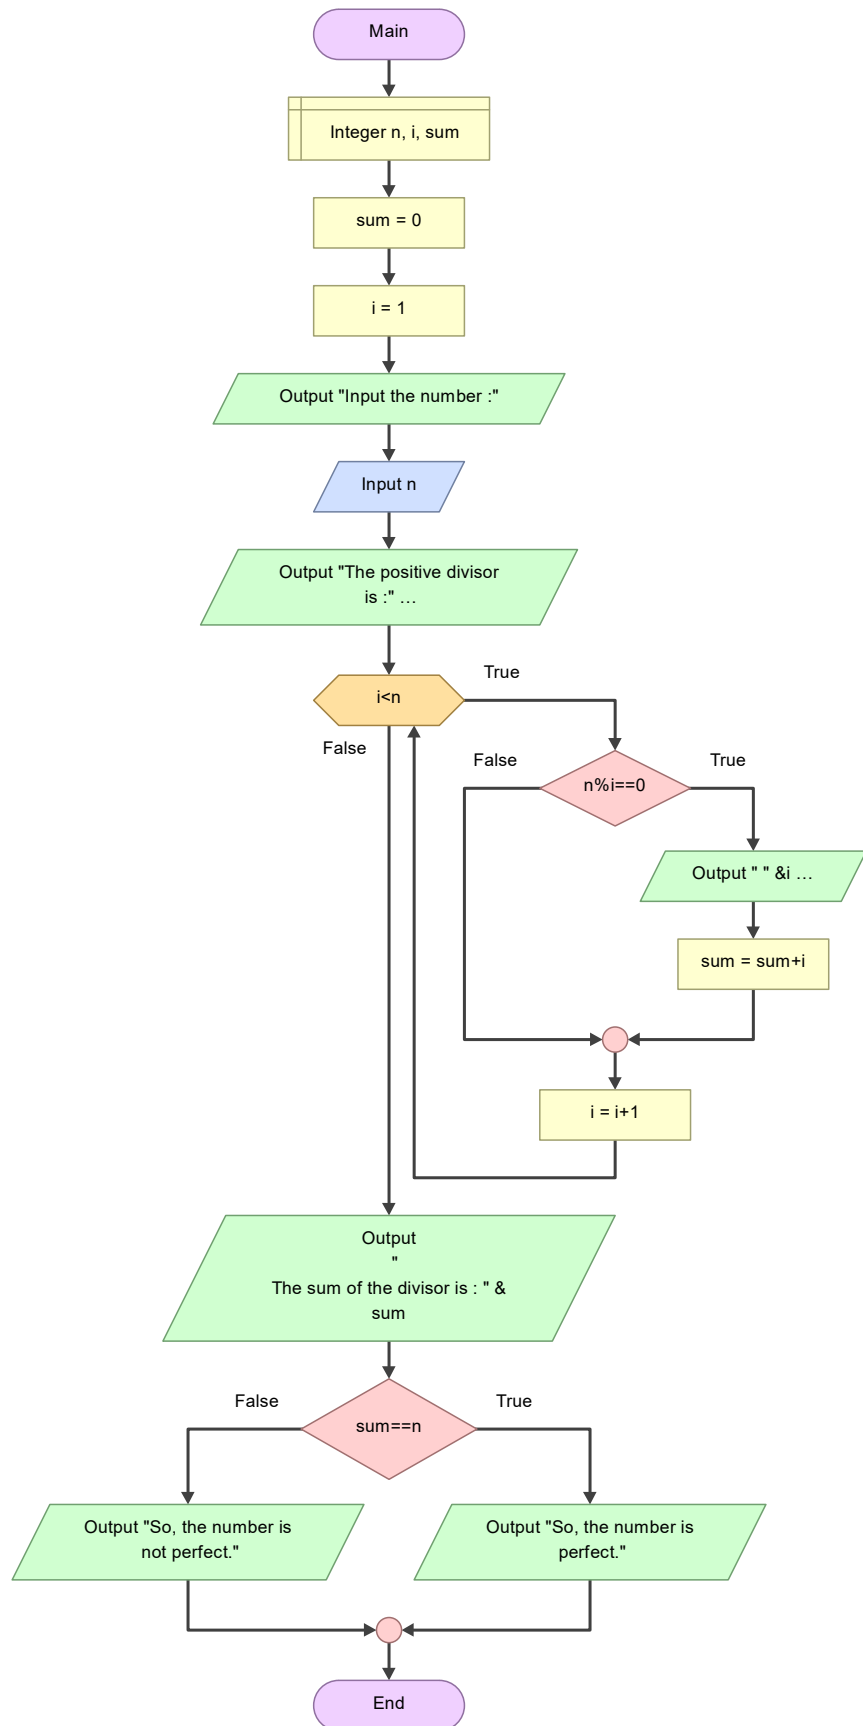 Main
Integer n, i, sum
sum = 0
i = 1
Output "Input the number :"
Input n
Output "The positive divisor
is :" …
i<n
True
False
n%i==0
False
True
Output " " &i …
sum = sum+i
i = i+1
Output
"
The sum of the divisor is : " &
sum
sum==n
False
True
Output "So, the number is
not perfect."
Output "So, the number is
perfect."
End